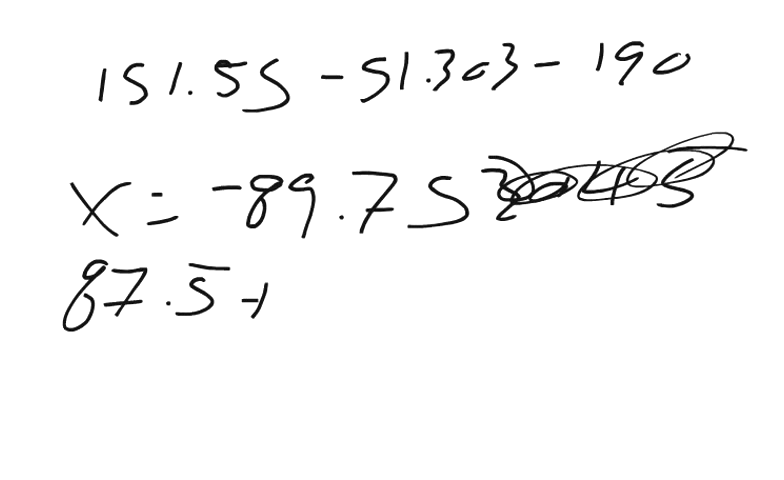 151.55 - 51.303 - 190
x = -89.75
87.5 +